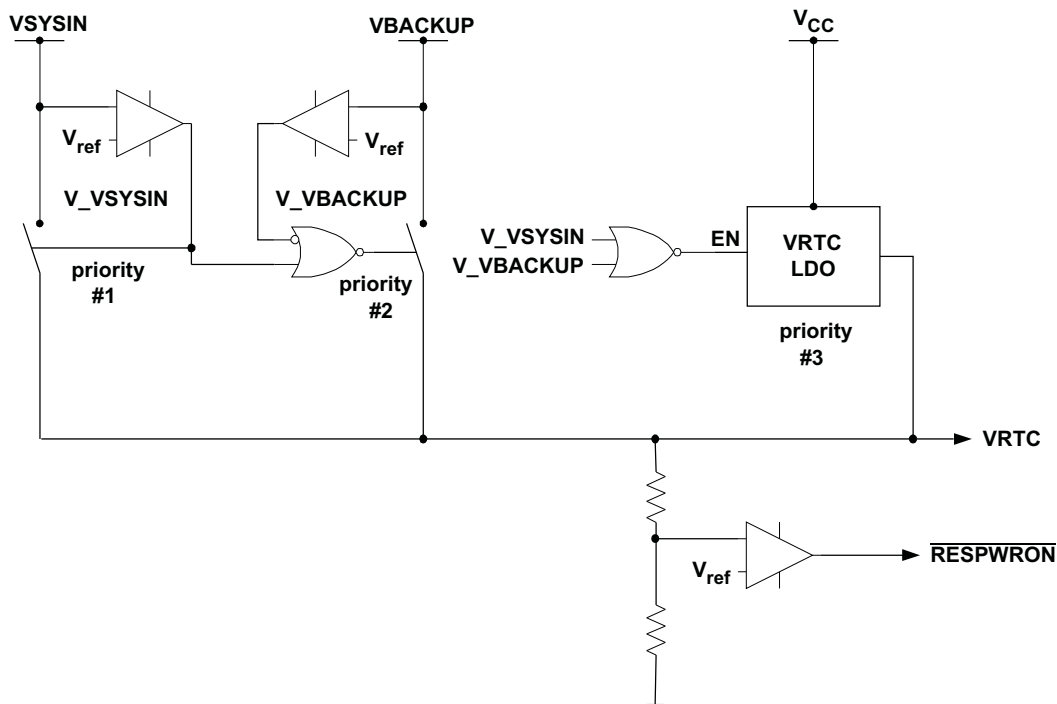 VSYSIN
VBACKUP
VCC
Vref
Vref
V_VSYSIN
V_VBACKUP
priority
#1
priority
#2
V_VSYSIN
V_VBACKUP
EN
VRTC
LDO
priority
#3
VRTC
Vref
RESPWRON